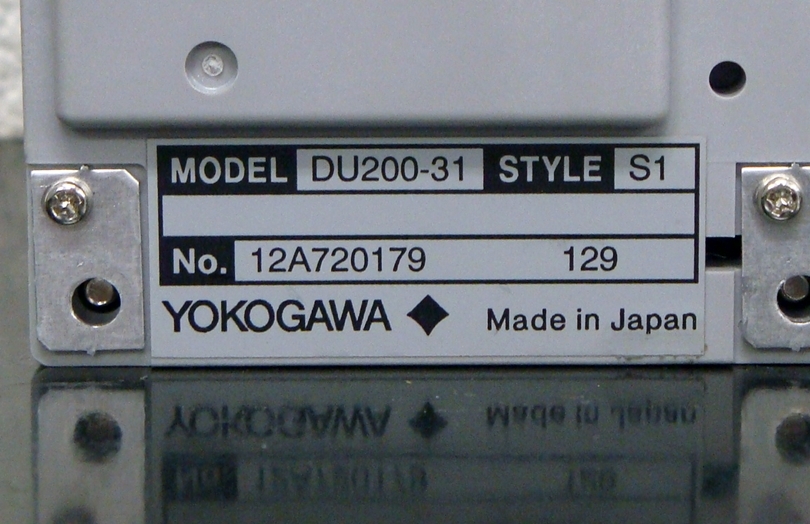 MODEL DU200-31 STYLE S1
No. 12A720179 129
YOKOGAWA ◆ Made in Japan